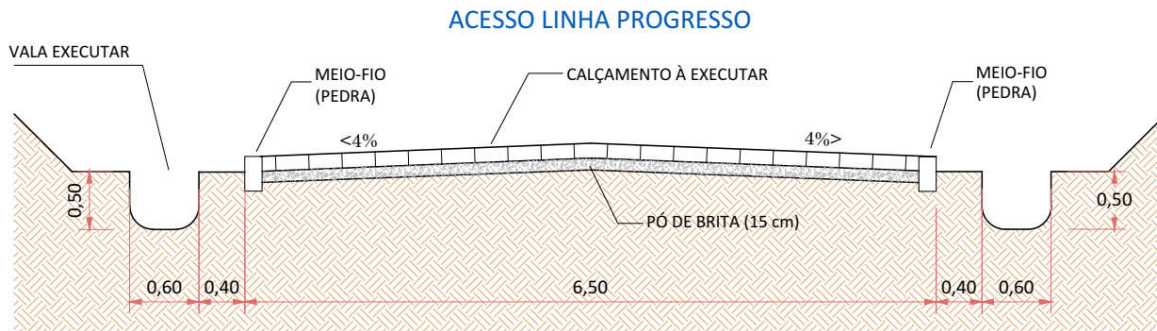 ACESSO LINHA PROGRESSO
VALA EXECUTAR
MEIO-FIO
(PEDRA)
CALÇAMENTO À EXECUTAR
MEIO-FIO
(PEDRA)
<4%
4%>
0,50
0,50
PÓ DE BRITA (15 cm)
0,60
0,40
6,50
0,40
0,60